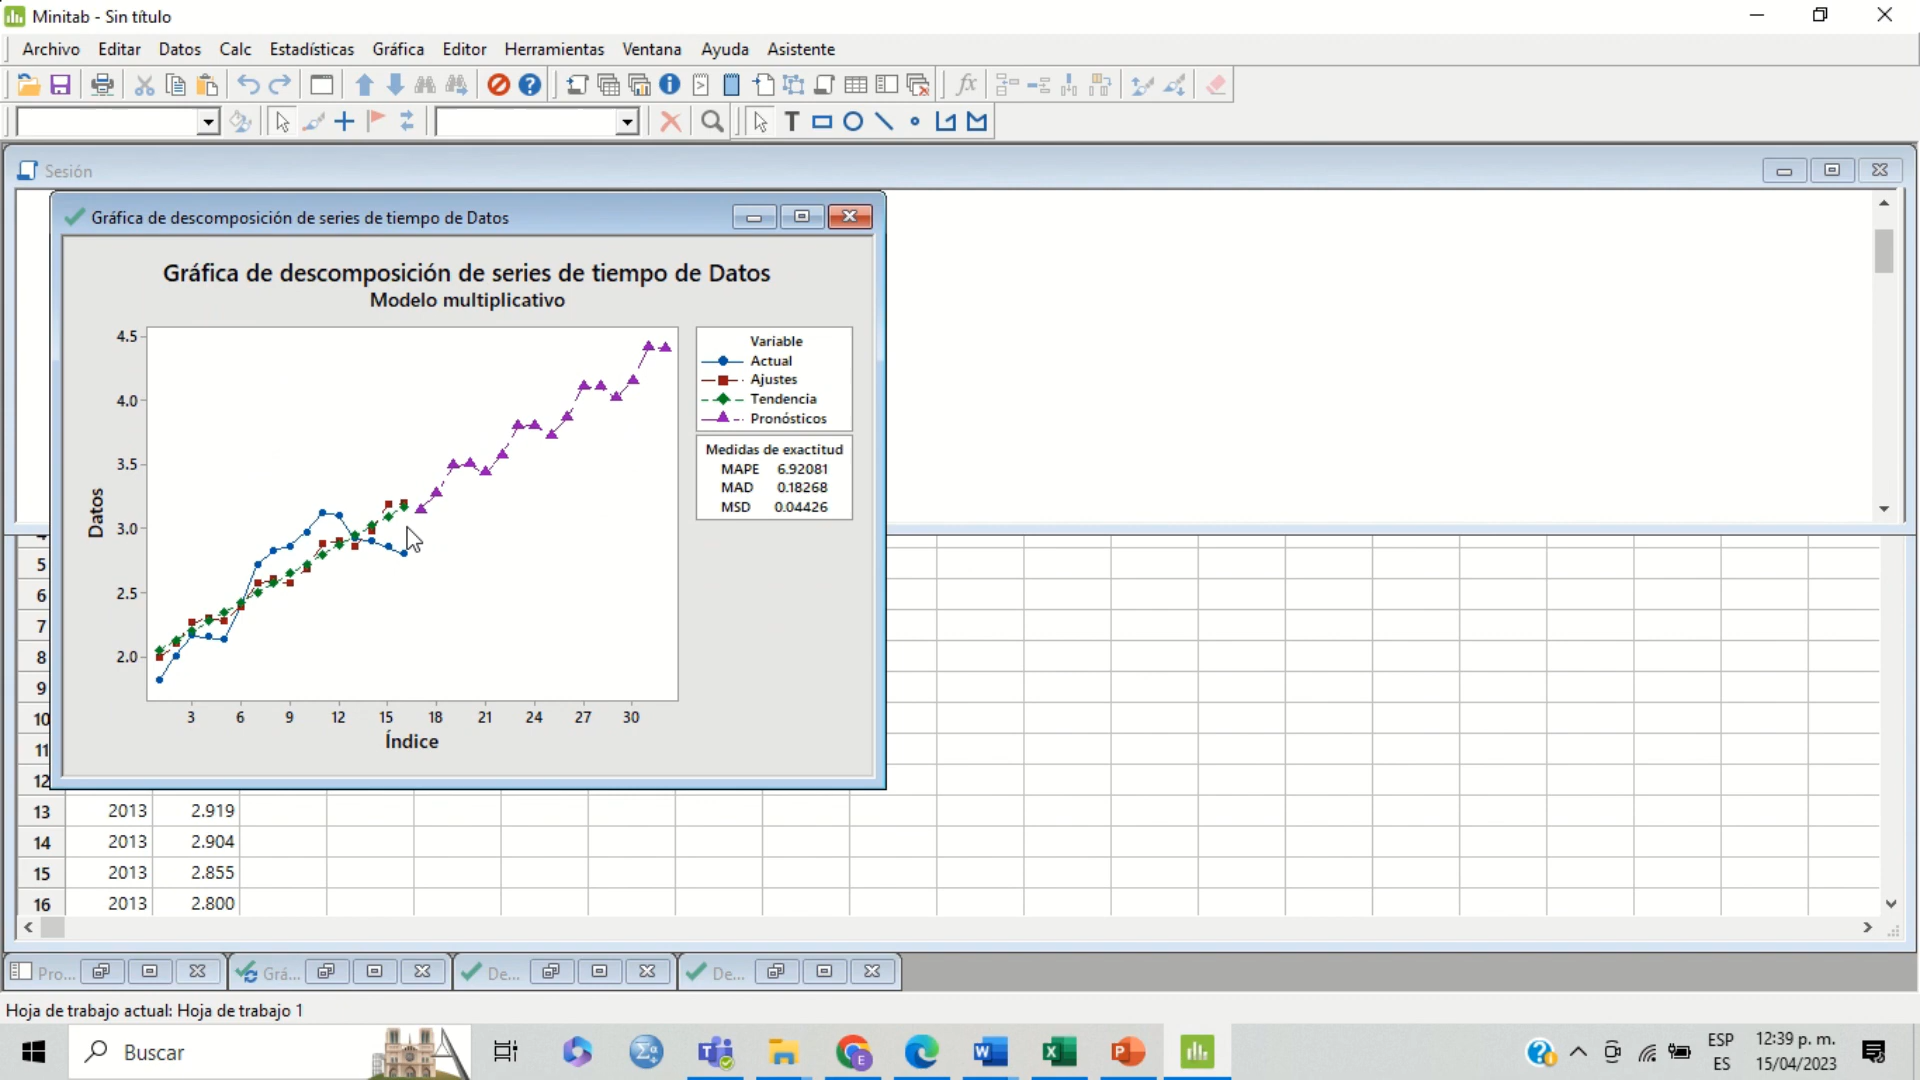 Minitab - Sin título
Archivo Editar Datos Calc Estadísticas Gráfica Editor Herramientas Ventana Ayuda Asistente
Sesión
Gráfica de descomposición de series de tiempo de Datos
Gráfica de descomposición de series de tiempo de Datos
Modelo multiplicativo
4.5
4.0
3.5
3.0
2.5
2.0
Datos
3 6 9 12 15 18 21 24 27 30
Índice
Variable
Actual
Ajustes
Tendencia
Pronósticos
Medidas de exactitud
MAPE 6.92081
MAD 0.18268
MSD 0.04426
5
6
7
8
9
10
11
12
13 2013 2.919
14 2013 2.904
15 2013 2.855
16 2013 2.800
Pro... Grá... De... De...
Hoja de trabajo actual: Hoja de trabajo 1
Buscar
ESP
ES
12:39 p. m.
15/04/2023